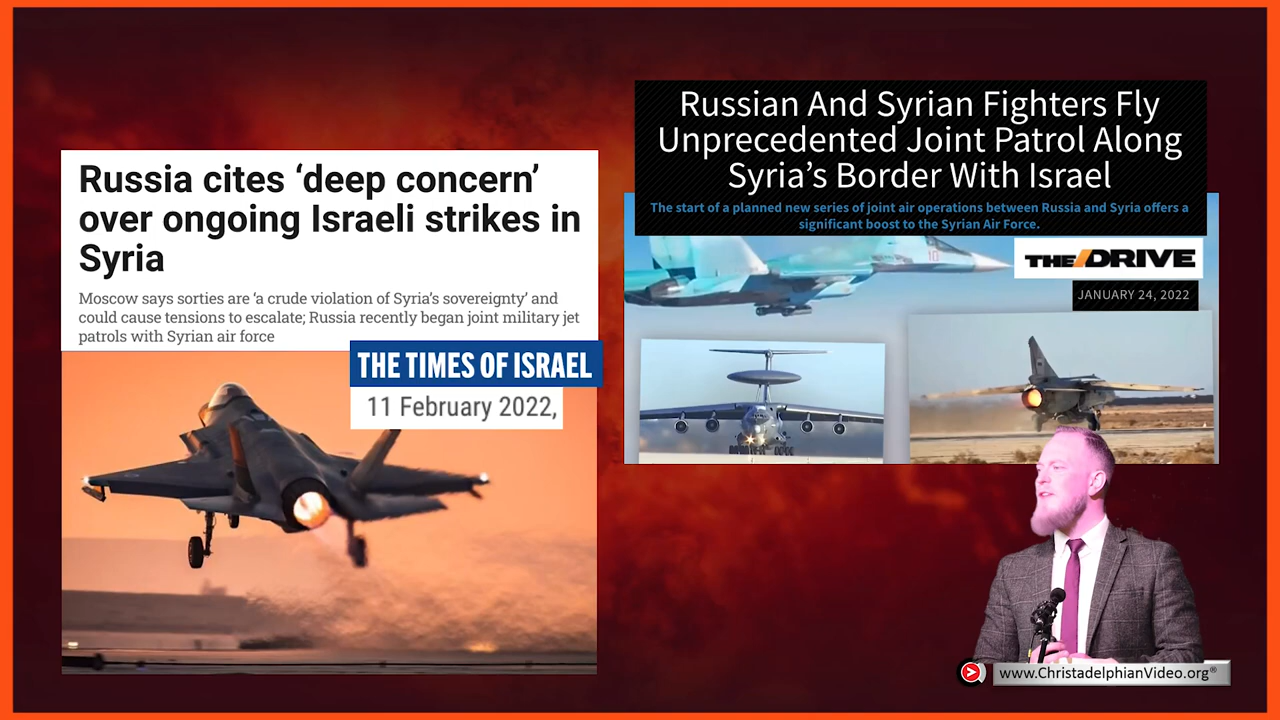 Russia cites ‘deep concern’
over ongoing Israeli strikes in
Syria
Moscow says sorties are ‘a crude violation of Syria’s sovereignty’ and
could cause tensions to escalate; Russia recently began joint military jet
patrols with Syrian air force
THE TIMES OF ISRAEL
11 February 2022,
Russian And Syrian Fighters Fly
Unprecedented Joint Patrol Along
Syria’s Border With Israel
The start of a planned new series of joint air operations between Russia and Syria offers a
significant boost to the Syrian Air Force.
10
THE/DRIVE
JANUARY 24, 2022
www.ChristadelphianVideo.org®